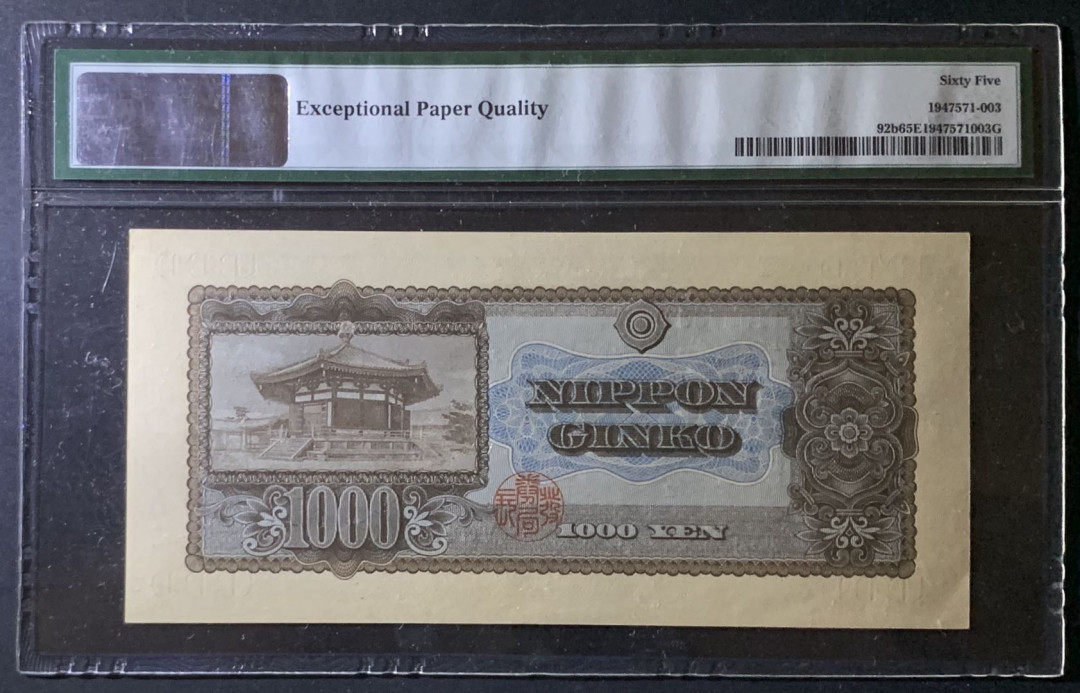 Exceptional Paper Quality
Sixty Five
1947571-003
92b65E1947571003G
NIPPON
GINKO
1000
1000 YEN